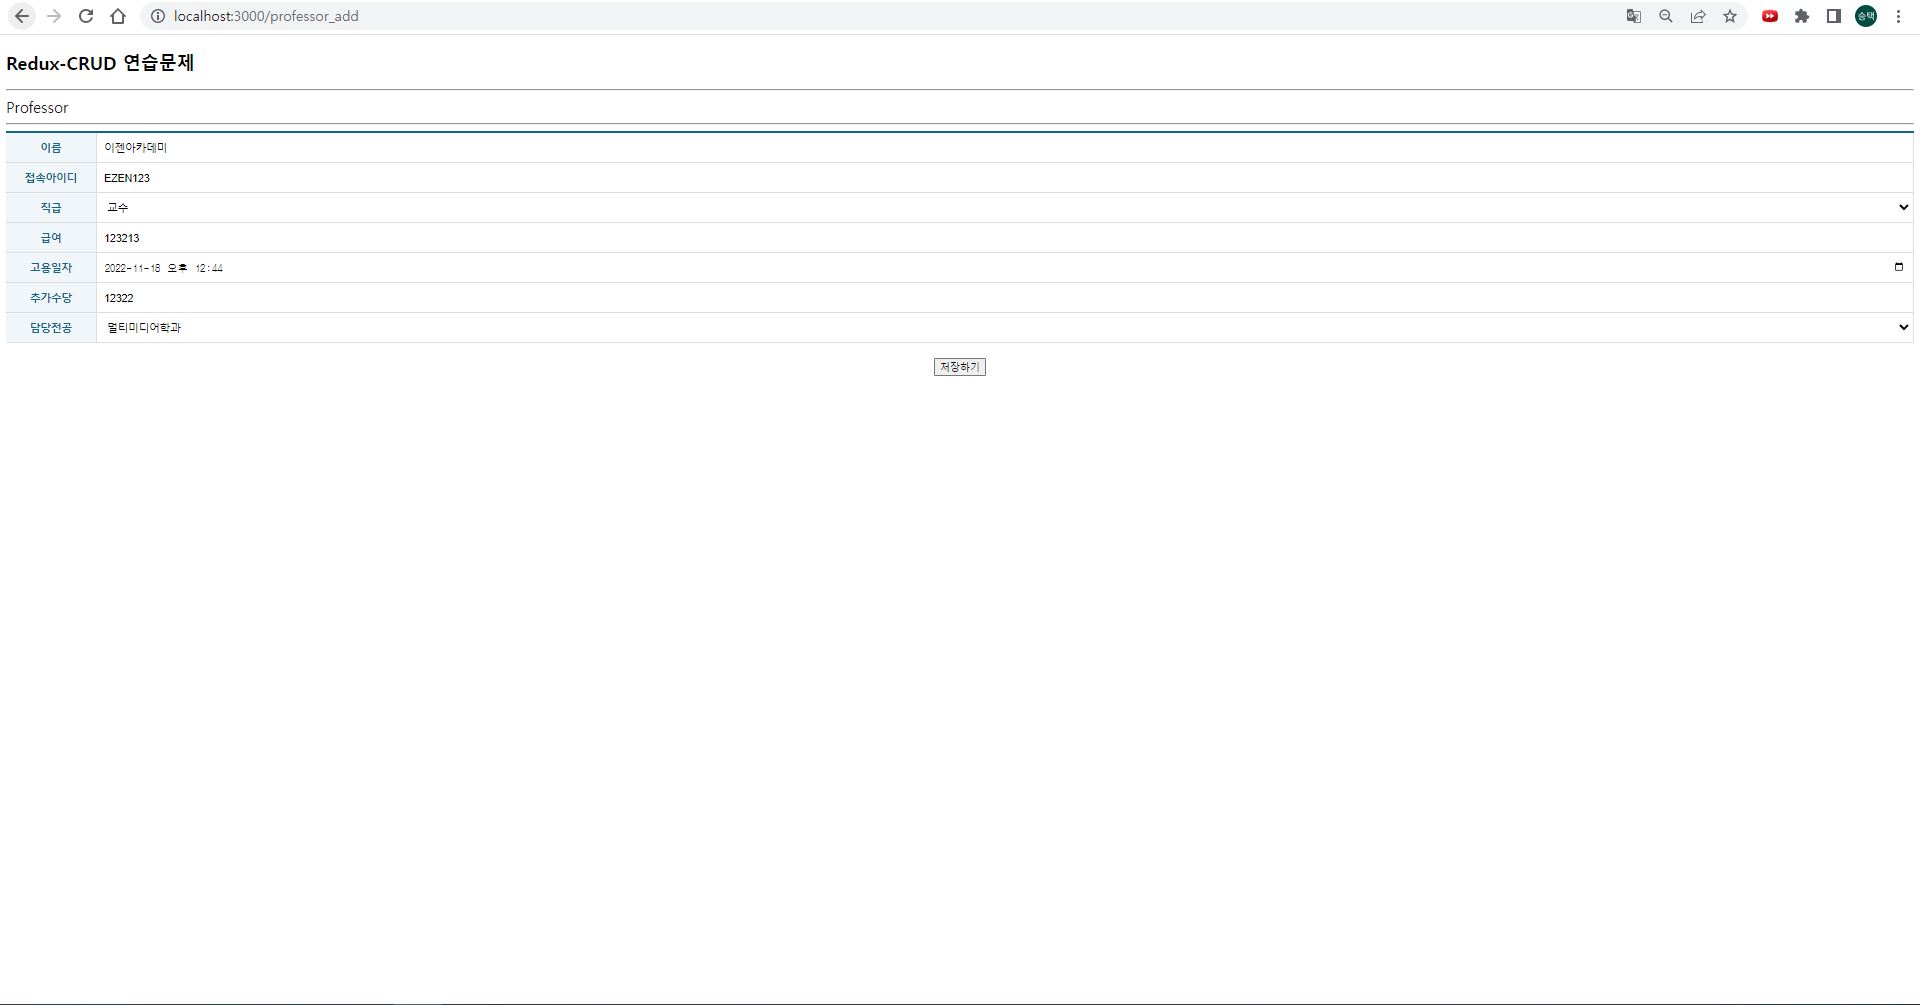 localhost:3000/professor_add
승택
Redux-CRUD 연습문제
Professor
이름 이젠아카데미
접속아이디 EZEN123
직급 교수
급여 123213
고용일자 2022-11-18 오후 12:44
추가수당 12322
담당전공 멀티미디어학과
저장하기